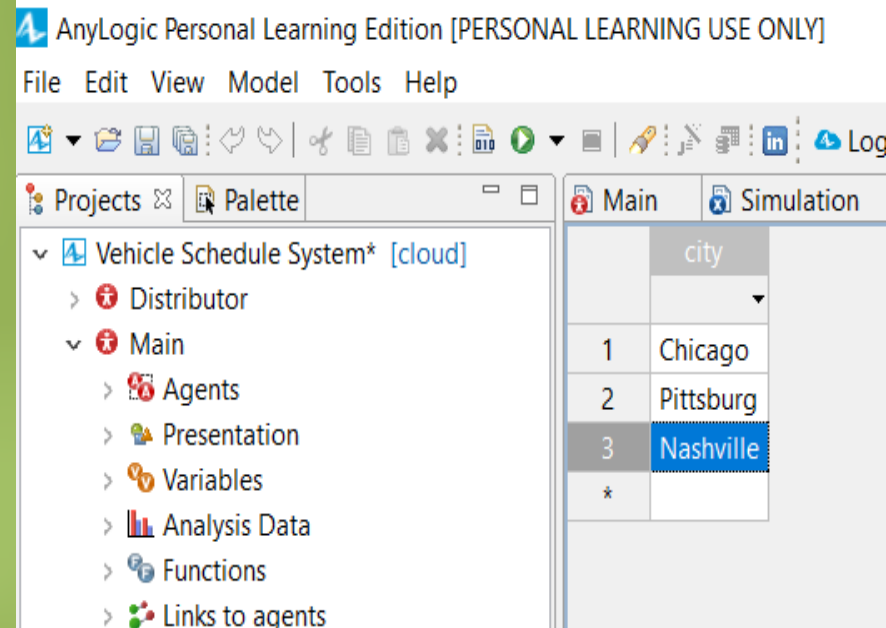 AnyLogic Personal Learning Edition [PERSONAL LEARNING USE ONLY]
File Edit View Model Tools Help
Log
Projects Palette
Main Simulation
Vehicle Schedule System* [cloud]
Distributor
Main
Agents
Presentation
Variables
Analysis Data
Functions
Links to agents
city
1 Chicago
2 Pittsburg
3 Nashville
*